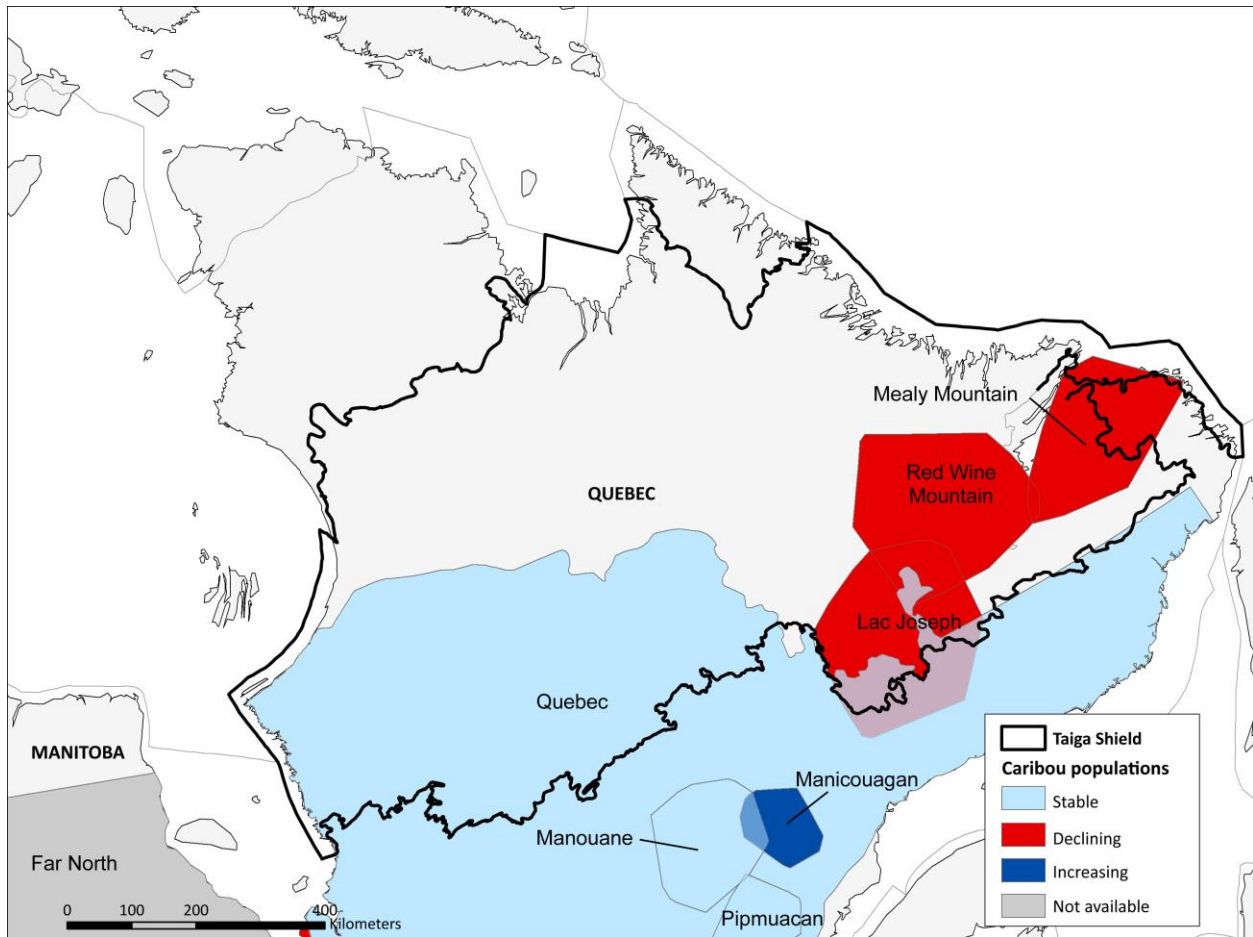 Mealy Mountain
Red Wine
Mountain
QUEBEC
Lac Joseph
Quebec
MANITOBA
Manicouagan
Manouane
Far North
Pipmuacan
0 100 200 400
Kilometers
Taiga Shield
Caribou populations
Stable
Declining
Increasing
Not available